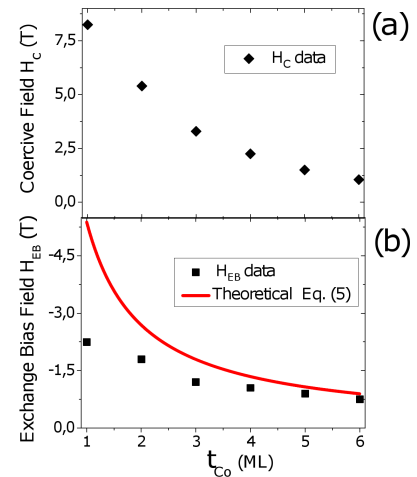 (a)
7,5
5,0
2,5
0,0
Coercive Field H_C (T)
H_C data
(b)
-4,5
-3,0
-1,5
0,0
Exchange Bias Field H_EB (T)
H_EB data
Theoretical Eq. (5)
1 2 3 4 5 6
t_Co (ML)